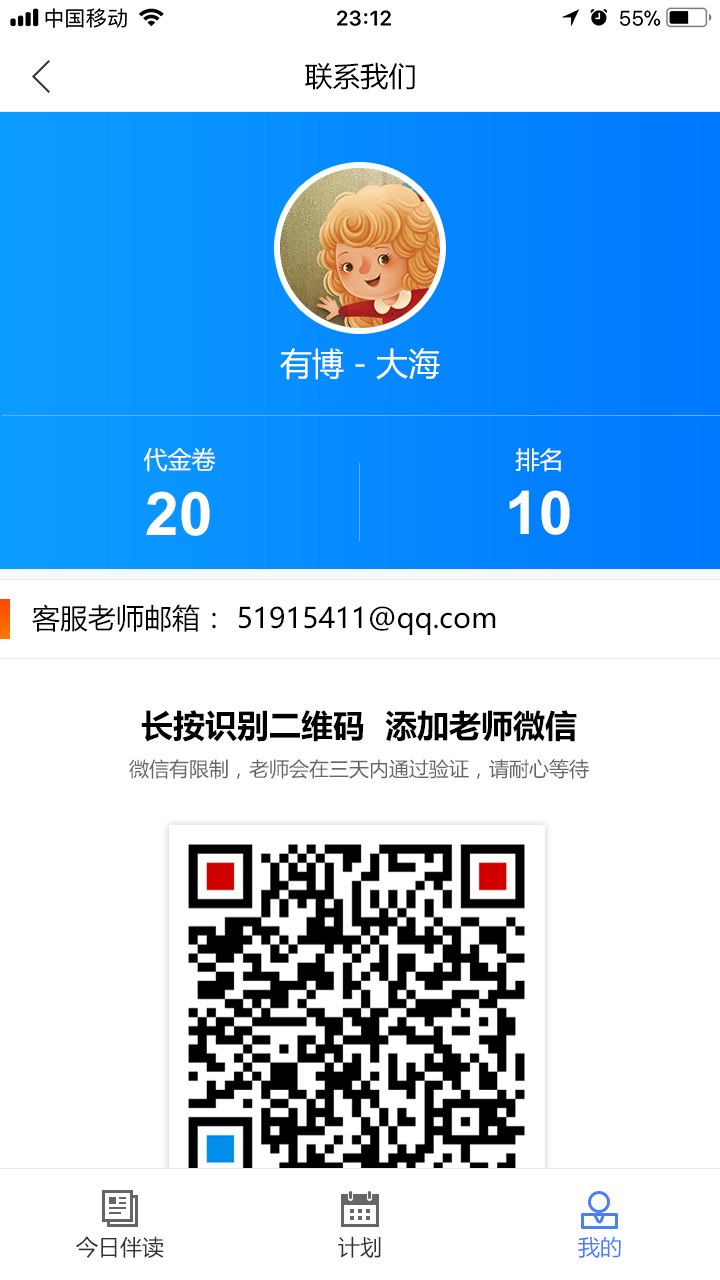 中国移动 23:12 55%
联系我们
有博 - 大海
代金卷 排名
20 10
客服老师邮箱： 51915411@qq.com
长按识别二维码 添加老师微信
微信有限制，老师会在三天内通过验证，请耐心等待
今日伴读 计划 我的